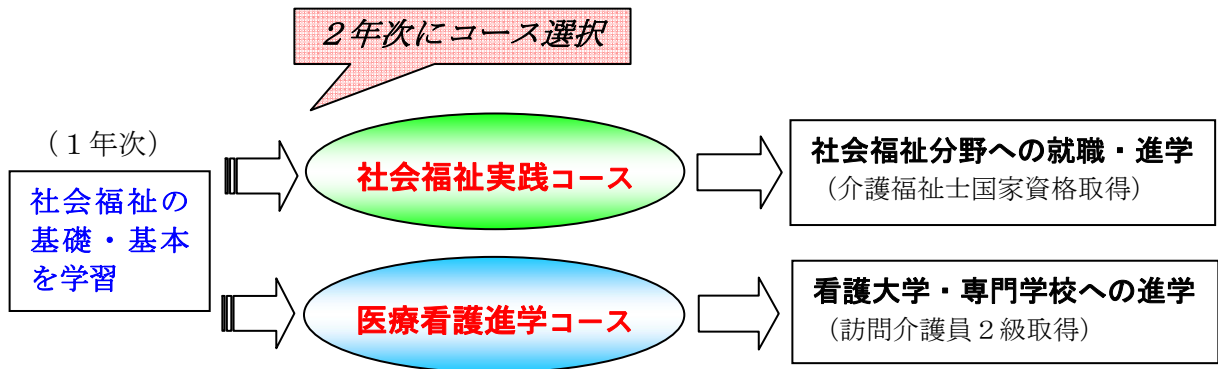 ２年次にコース選択
（１年次）
社会福祉の
基礎・基本
を学習
社会福祉実践コース
社会福祉分野への就職・進学
（介護福祉士国家資格取得）
医療看護進学コース
看護大学・専門学校への進学
（訪問介護員２級取得）